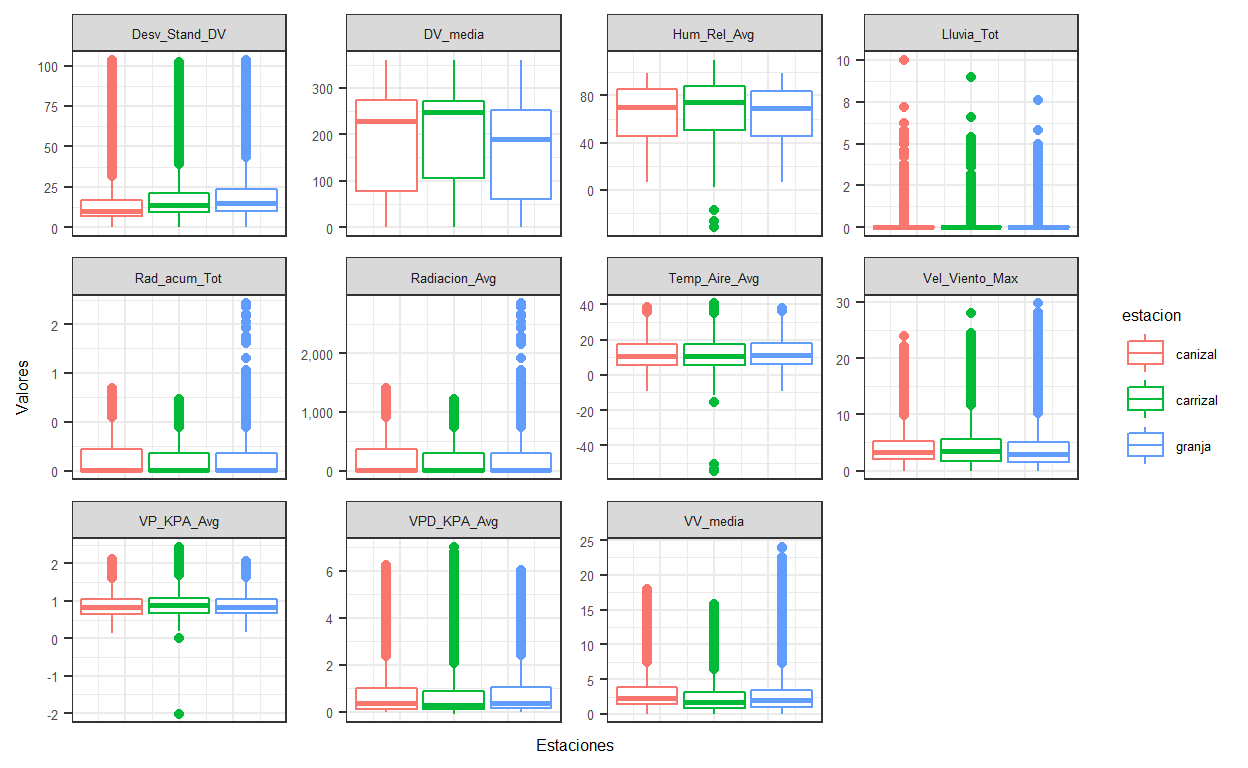 Desv_Stand_DV DV_media Hum_Rel_Avg Lluvia_Tot
100 75 50 25 0
300 200 100 0
80 40 0
10 8 5 2 0
Rad_acum_Tot Radiacion_Avg Temp_Aire_Avg Vel_Viento_Max
2 1 0 0
2,000 1,000 0
40 20 0 -20 -40
30 20 10 0
VP_KPA_Avg VPD_KPA_Avg VV_media
2 1 0 -1 -2
6 4 2 0
25 20 15 10 5 0
Valores
Estaciones
estacion
canizal
carrizal
granja